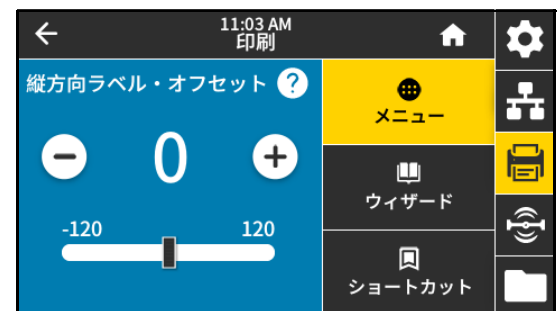 11:03 AM
印刷
縦方向ラベル・オフセット ?
0
-120 120
メニュー
ウィザード
ショートカット